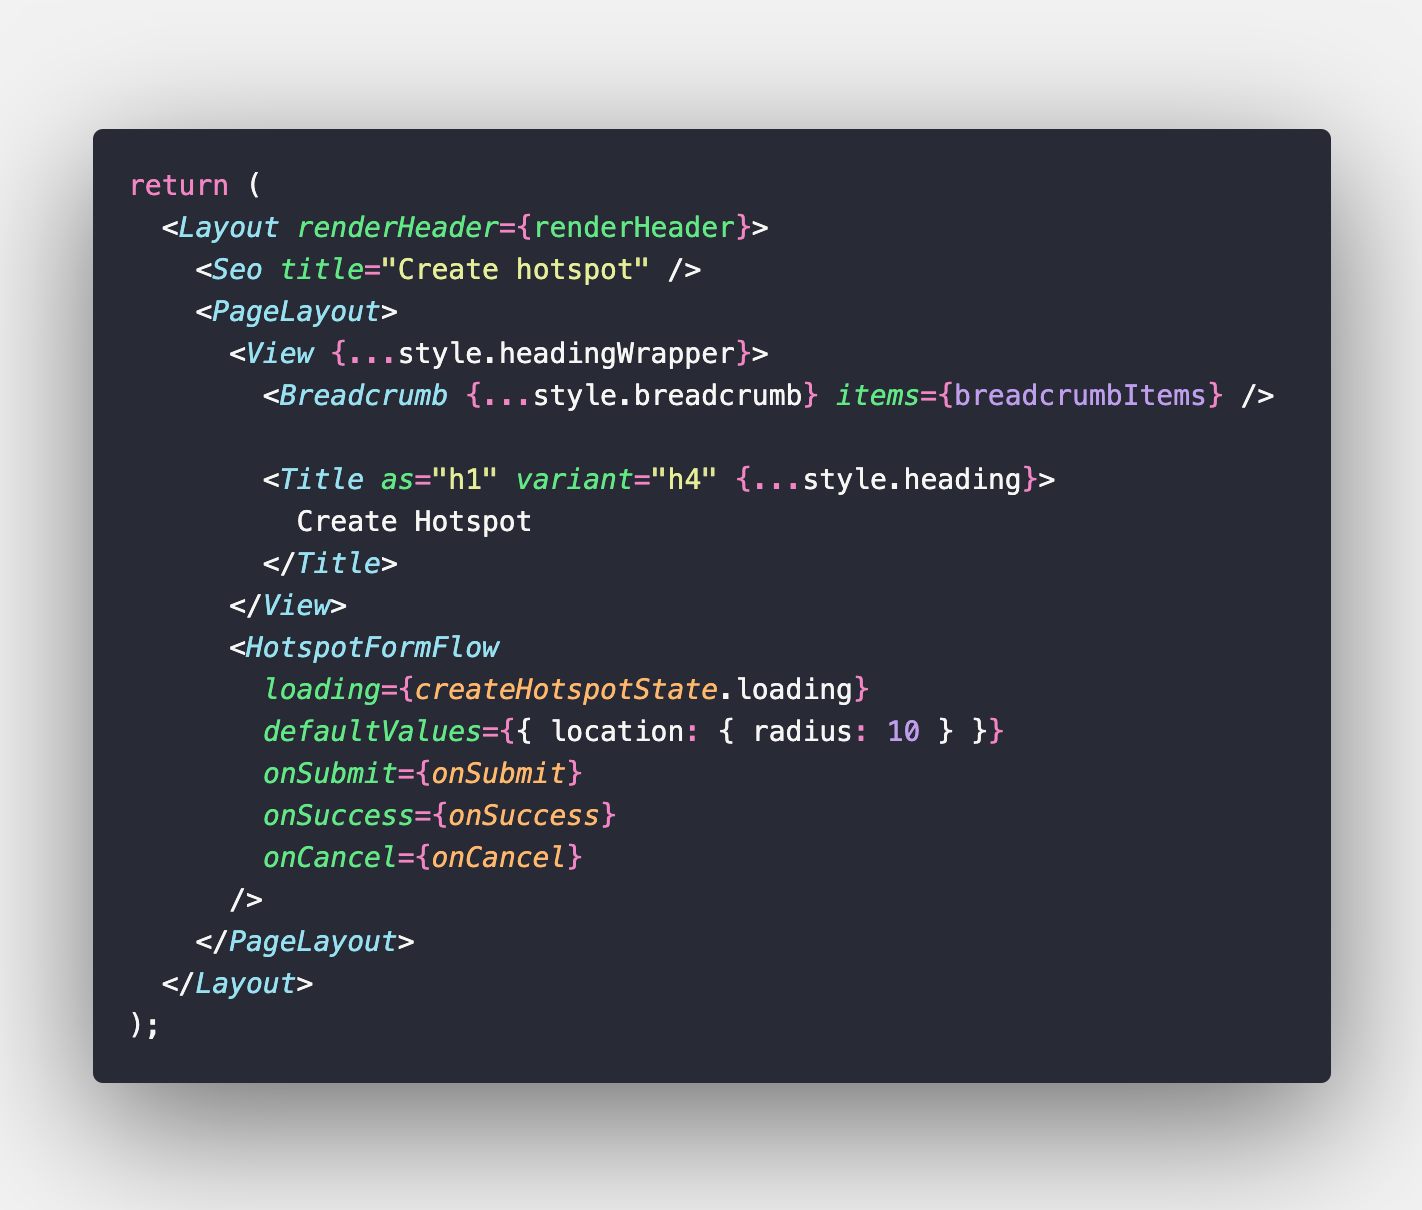 return (
  <Layout renderHeader={renderHeader}>
    <Seo title="Create hotspot" />
    <PageLayout>
      <View {...style.headingWrapper}>
        <Breadcrumb {...style.breadcrumb} items={breadcrumbItems} />

        <Title as="h1" variant="h4" {...style.heading}>
          Create Hotspot
        </Title>
      </View>
      <HotspotFormFlow
        loading={createHotspotState.loading}
        defaultValues={{ location: { radius: 10 } }}
        onSubmit={onSubmit}
        onSuccess={onSuccess}
        onCancel={onCancel}
      />
    </PageLayout>
  </Layout>
);